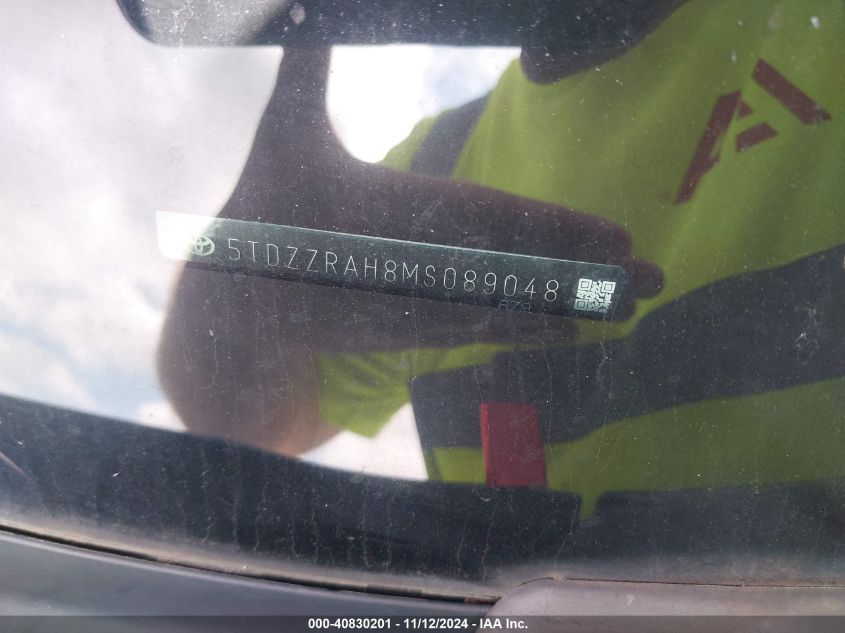 5TDZZRAH8MS089048
000-40830201 - 11/12/2024 - IAA Inc.